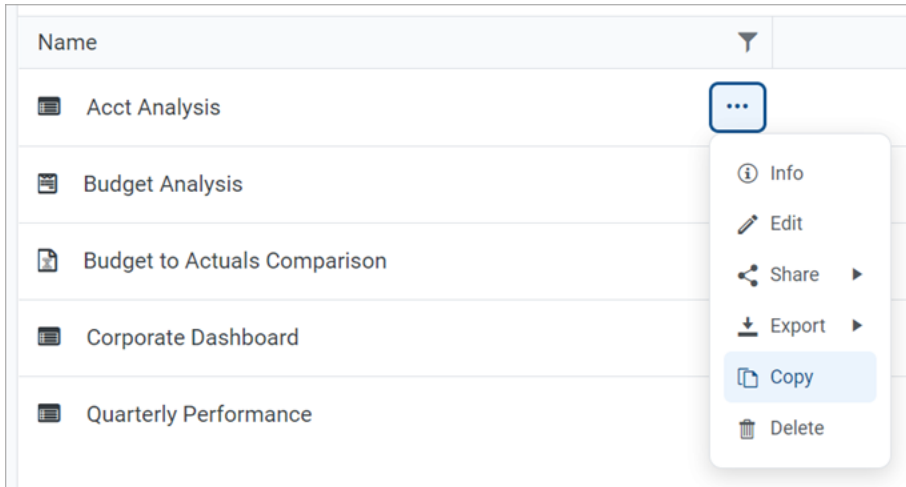 Name
Acct Analysis
Budget Analysis
Budget to Actuals Comparison
Corporate Dashboard
Quarterly Performance
Info
Edit
Share
Export
Copy
Delete